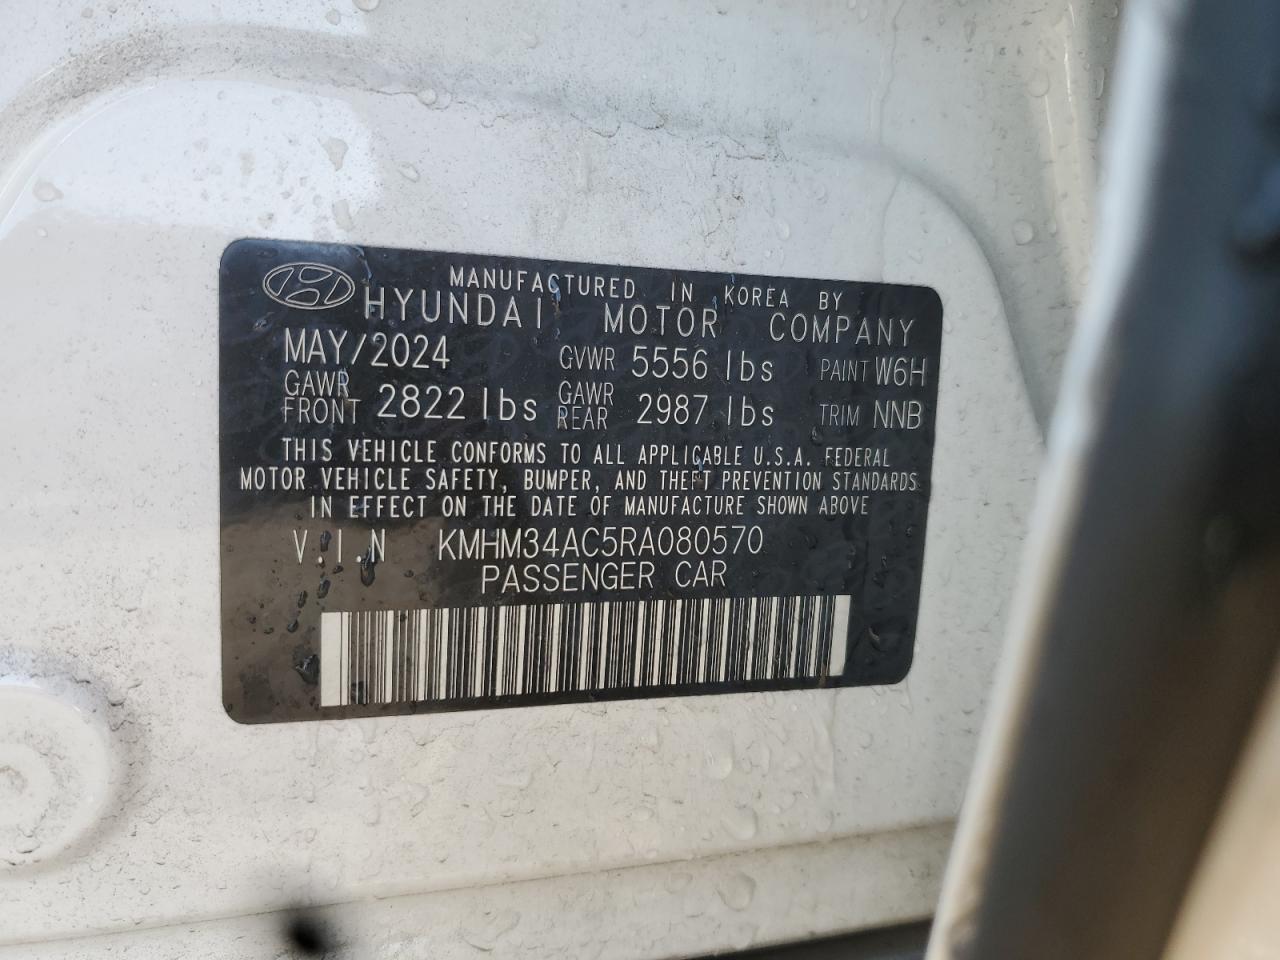 MANUFACTURED IN KOREA BY
HYUNDAI MOTOR COMPANY
MAY/2024 GVWR 5556 lbs PAINT W6H
GAWR FRONT 2822 lbs GAWR REAR 2987 lbs TRIM NNB
THIS VEHICLE CONFORMS TO ALL APPLICABLE U.S.A. FEDERAL
MOTOR VEHICLE SAFETY, BUMPER, AND THEFT PREVENTION STANDARDS
IN EFFECT ON THE DATE OF MANUFACTURE SHOWN ABOVE
V.I.N KMHM34AC5RA080570
PASSENGER CAR